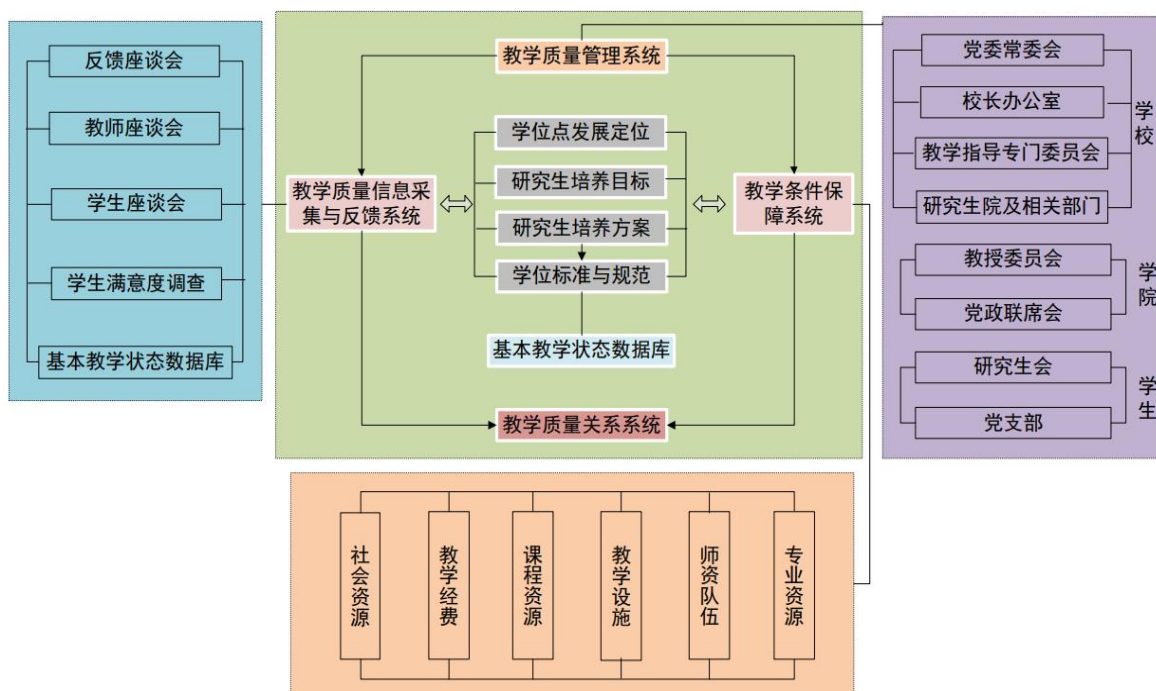 反馈座谈会
教师座谈会
学生座谈会
学生满意度调查
基本教学状态数据库
教学质量管理系统
学位点发展定位
研究生培养目标
研究生培养方案
学位标准与规范
基本教学状态数据库
教学质量信息采
集与反馈系统
教学条件保
障系统
教学质量关系系统
党委常委会
校长办公室
教学指导专门委员会
研究生院及相关部门
学校
教授委员会
党政联席会
学院
研究生会
党支部
学生
社会资源
教学经费
课程资源
教学设施
师资队伍
专业资源